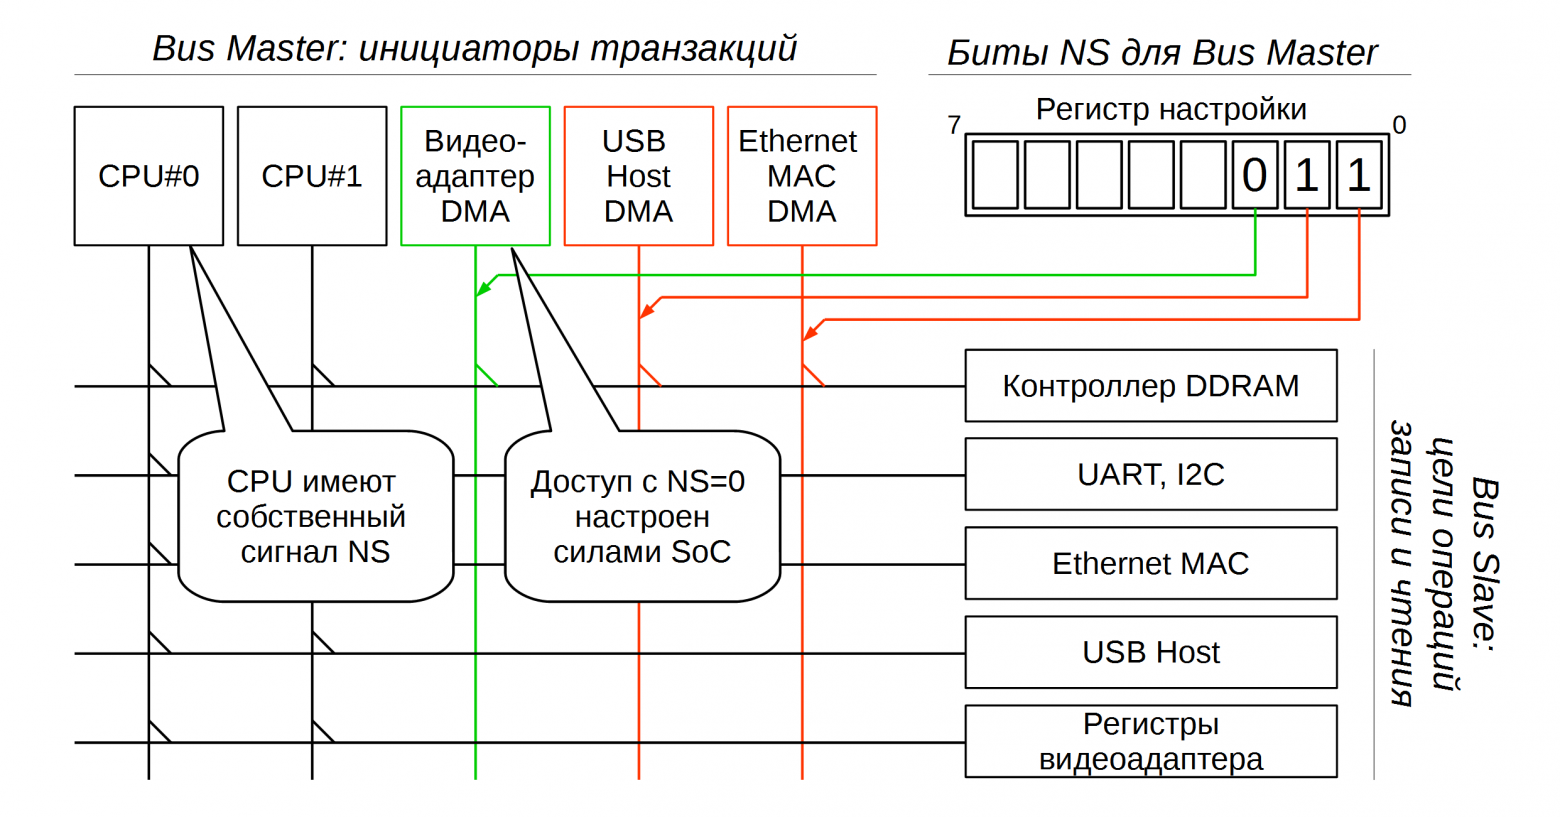 Bus Master: инициаторы транзакций
Биты NS для Bus Master
CPU#0
CPU#1
Видео-
адаптер
DMA
USB
Host
DMA
Ethernet
MAC
DMA
Регистр настройки
7
0
0 1 1
CPU имеют
собственный
сигнал NS
Доступ с NS=0
настроен
силами SoC
Контроллер DDRAM
UART, I2C
Ethernet MAC
USB Host
Регистры
видеоадаптера
Bus Slave:
цели операций
записи и чтения